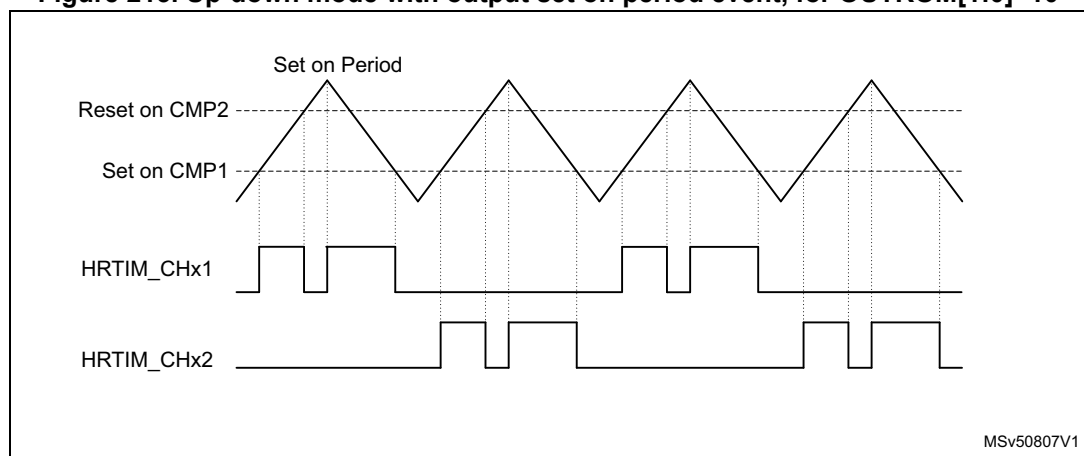 Set on Period
Reset on CMP2
Set on CMP1
HRTIM_CHx1
HRTIM_CHx2
MSv50807V1